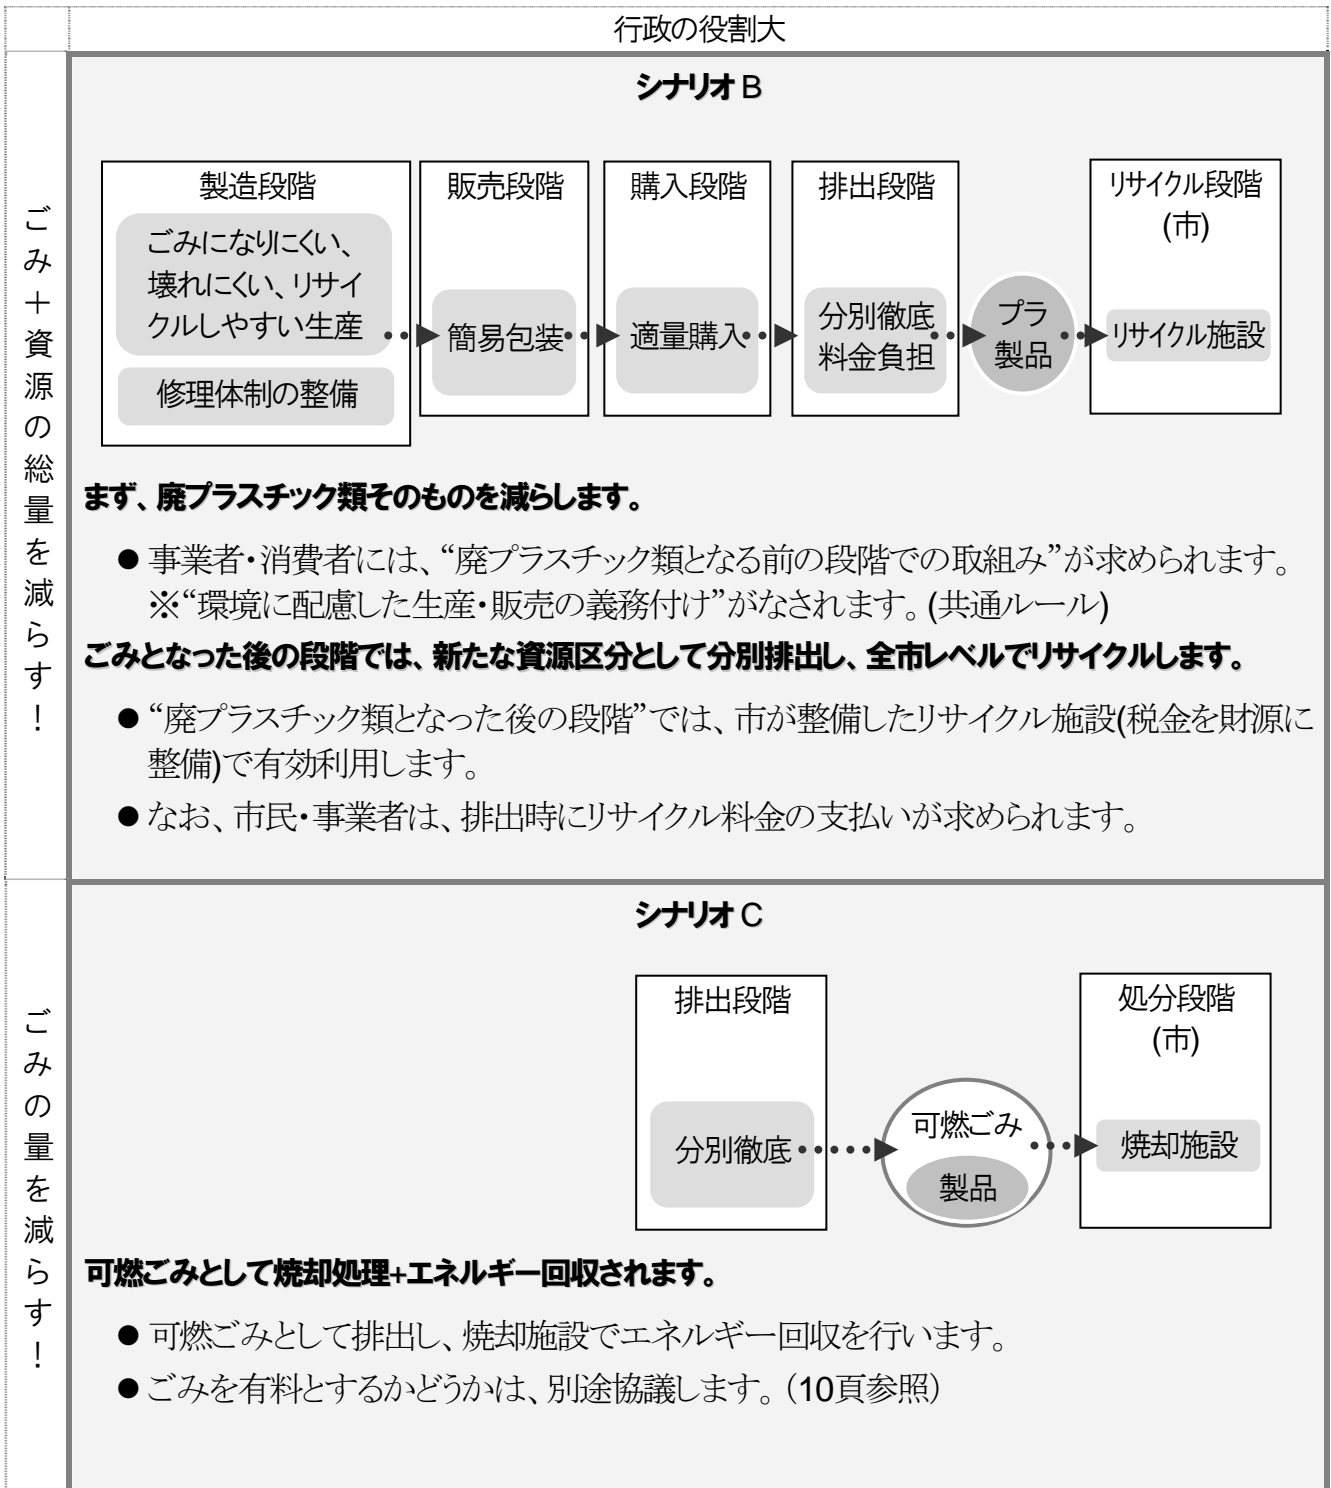 行政の役割大
ごみ＋資源の総量を減らす！
シナリオ B
製造段階
ごみになりにくい、
壊れにくい、リサイ
クルしやすい生産
修理体制の整備
販売段階
簡易包装
購入段階
適量購入
排出段階
分別徹底
料金負担
プラ
製品
リサイクル段階
(市)
リサイクル施設
まず、廃プラスチック類そのものを減らします。
● 事業者・消費者には、“廃プラスチック類となる前の段階での取組み”が求められます。
※“環境に配慮した生産・販売の義務付け”がなされます。(共通ルール)
ごみとなった後の段階では、新たな資源区分として分別排出し、全市レベルでリサイクルします。
● “廃プラスチック類となった後の段階”では、市が整備したリサイクル施設(税金を財源に
整備)で有効利用します。
● なお、市民・事業者は、排出時にリサイクル料金の支払いが求められます。
ごみの量を減らす！
シナリオ C
排出段階
分別徹底
可燃ごみ
製品
処分段階
(市)
焼却施設
可燃ごみとして焼却処理+エネルギー回収されます。
● 可燃ごみとして排出し、焼却施設でエネルギー回収を行います。
● ごみを有料とするかどうかは、別途協議します。（10頁参照）